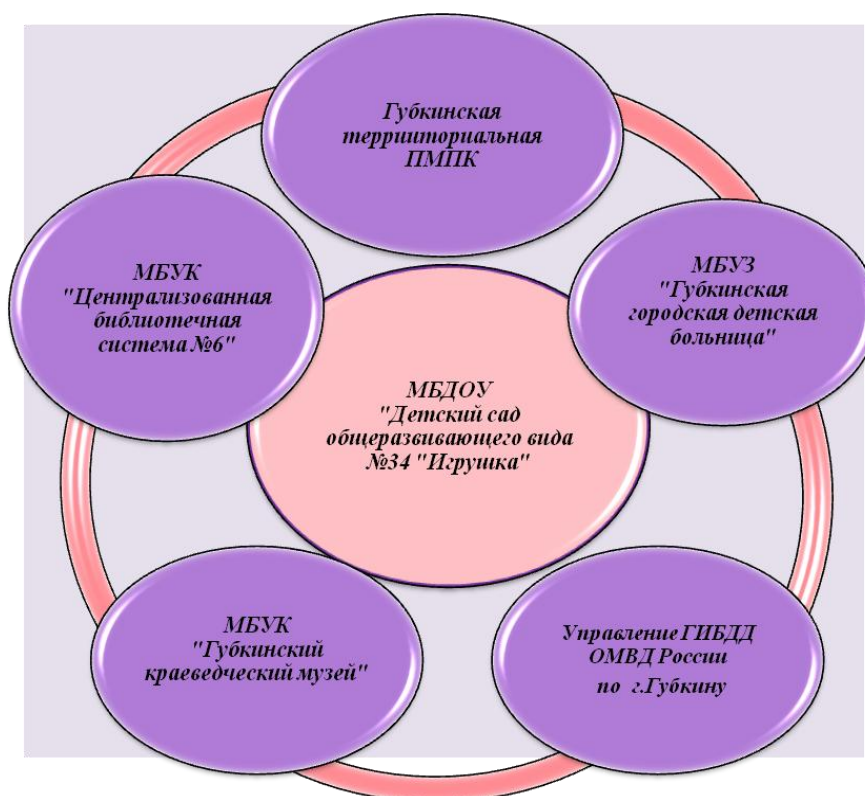 Губкинская
террииториальная
ПМПК
МБУК
"Централизованная
библиотечная
система №6"
МБУЗ
"Губкинская
городская детская
больница"
МБДОУ
"Детский сад
общеразвивающего вида
№34 "Игрушка"
МБУК
"Губкинский
краеведческий музей"
Управление ГИБДД
ОМВД России
по г.Губкину